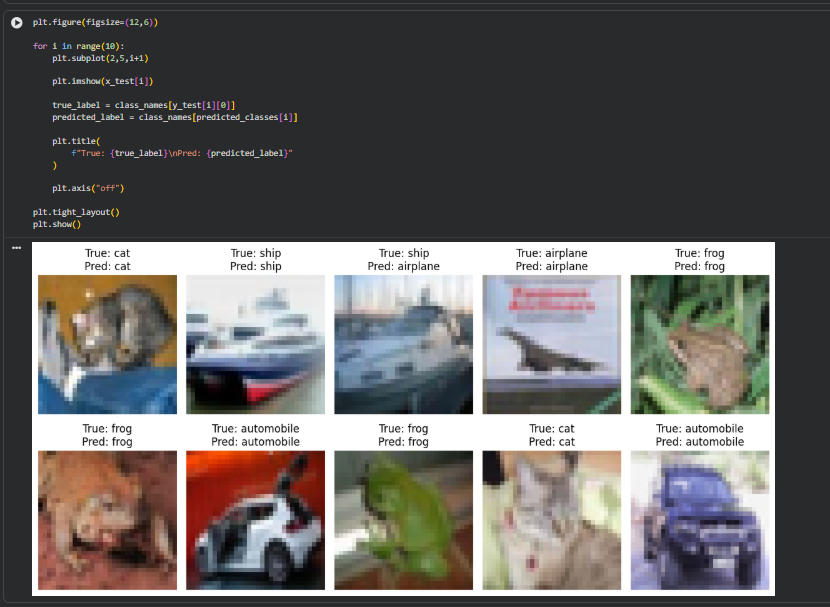 plt.figure(figsize=(12,6))
for i in range(10):
    plt.subplot(2,5,i+1)
    plt.imshow(x_test[i])
    true_label = class_names[y_test[i][0]]
    predicted_label = class_names[predicted_classes[i]]
    plt.title(
        f"True: {true_label}\nPred: {predicted_label}"
    )
    plt.axis("off")
plt.tight_layout()
plt.show()
True: cat
Pred: cat
True: ship
Pred: ship
True: ship
Pred: airplane
True: airplane
Pred: airplane
True: frog
Pred: frog
True: frog
Pred: frog
True: automobile
Pred: automobile
True: frog
Pred: frog
True: cat
Pred: cat
True: automobile
Pred: automobile